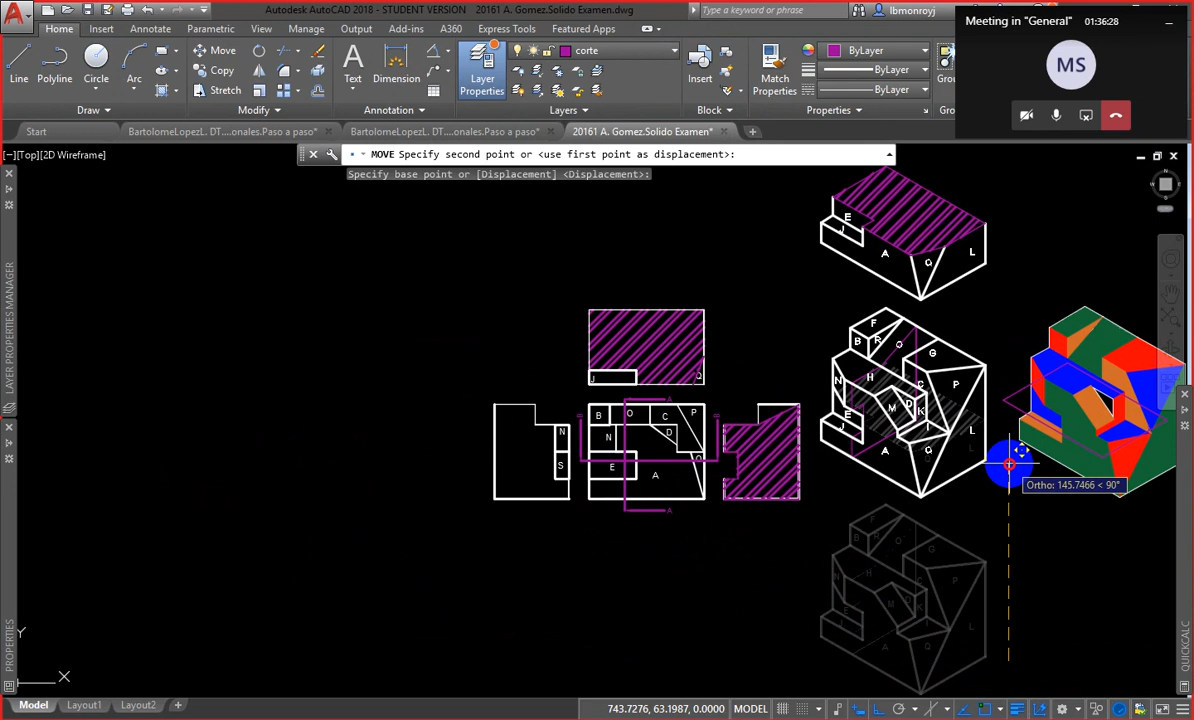 Autodesk AutoCAD 2018 - STUDENT VERSION 20161 A. Gomez.Solido Examen.dwg
Type a keyword or phrase
lbmonroyj
Meeting in "General"
01:36:28
MS
Home Insert Annotate Parametric View Manage Output Add-ins A360 Express Tools Featured Apps
Line
Polyline
Circle
Arc
Move
Copy
Stretch
Text
Dimension
Layer
Properties
corte
Insert
Match
Properties
ByLayer
ByLayer
ByLayer
Draw
Modify
Annotation
Layers
Block
Properties
Start
BartolomeLopezL. DT....onales.Paso a paso*
BartolomeLopezL. DT....onales.Paso a paso*
20161 A. Gomez.Solido Examen*
[−][Top][2D Wireframe]
MOVE Specify second point or <use first point as displacement>:
Specify base point or [Displacement] <Displacement>:
LAYER PROPERTIES MANAGER
PROPERTIES
QUICKCALC
E
J
A
Q
L
F
B
R
O
G
N
H
C
P
M
D
K
E
J
I
L
A
Q
J
Q
A
B
O
C
P
N
N
D
S
E
A
Q
A
F
B
R
O
G
N
H
C
P
M
D
K
E
J
I
L
A
Q
Ortho: 145.7466 < 90°
Y
X
Model Layout1 Layout2
743.7276, 63.1987, 0.0000 MODEL